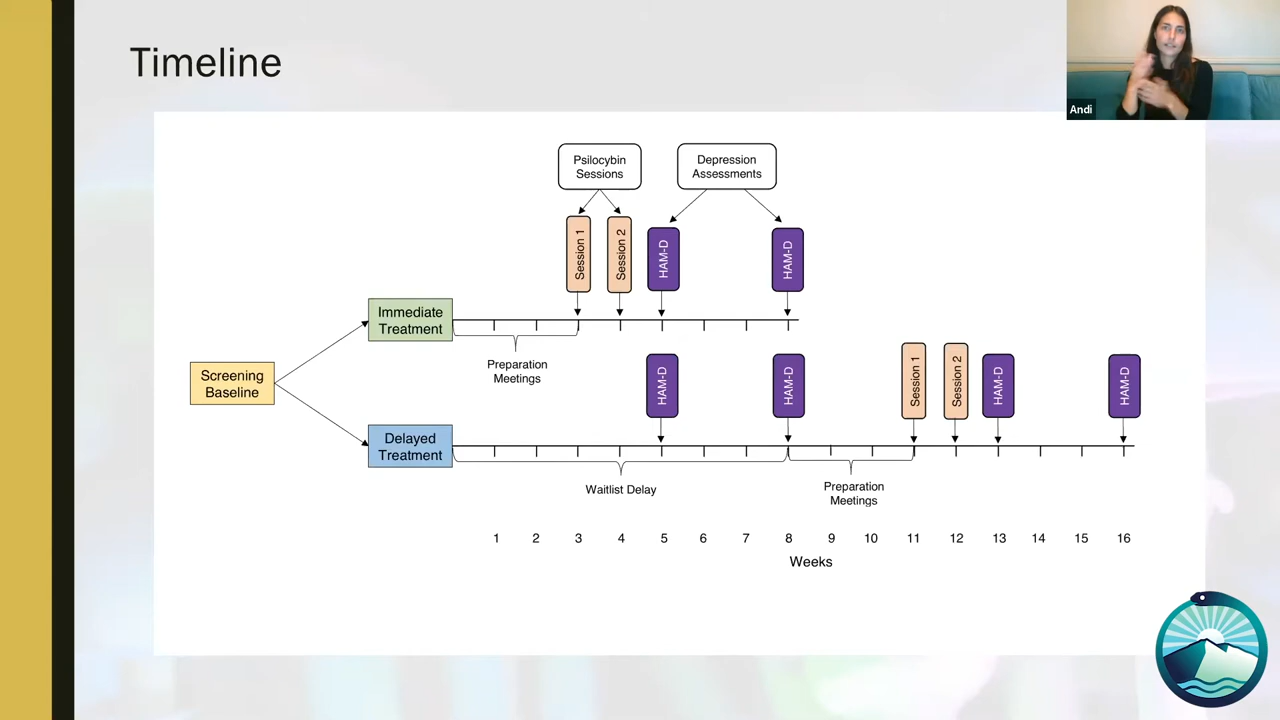 Timeline
Andi
Psilocybin
Sessions
Depression
Assessments
Session 1
Session 2
HAM-D
HAM-D
Immediate
Treatment
Preparation
Meetings
Screening
Baseline
HAM-D
HAM-D
Session 1
Session 2
HAM-D
HAM-D
Delayed
Treatment
Waitlist Delay
Preparation
Meetings
1 2 3 4 5 6 7 8 9 10 11 12 13 14 15 16
Weeks